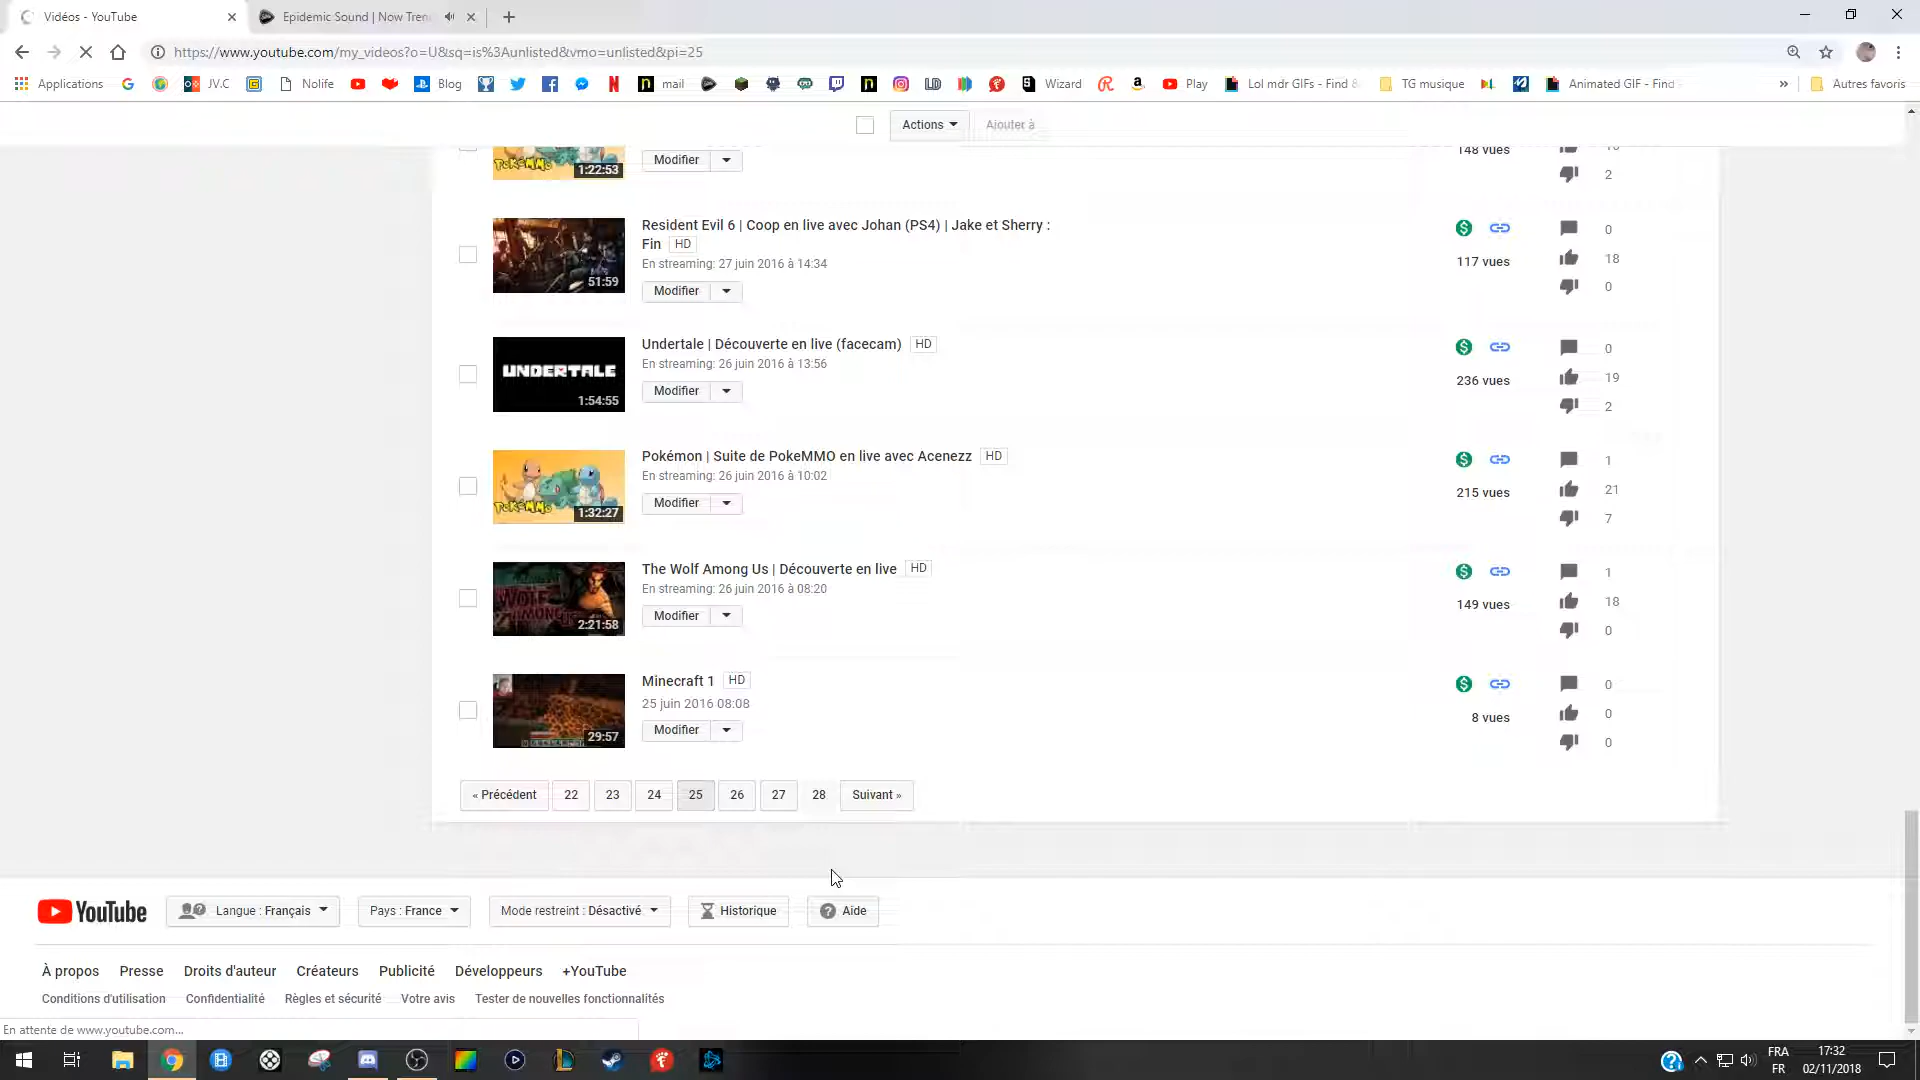 Vidéos - YouTube
Epidemic Sound | Now Tren
https://www.youtube.com/my_videos?o=U&sq=is%3Aunlisted&vmo=unlisted&pi=25
Applications JV.C Nolife Blog mail Wizard Play Lol mdr GIFs - Find & TG musique Animated GIF - Find - » Autres favoris
Actions Ajouter à
PokéMMO 1:22:53 Modifier 148 vues
2
Resident Evil 6 | Coop en live avec Johan (PS4) | Jake et Sherry :
Fin HD
En streaming: 27 juin 2016 à 14:34
51:59
Modifier
117 vues
0
18
0
Undertale | Découverte en live (facecam) HD
En streaming: 26 juin 2016 à 13:56
UNDERTALE
1:54:55
Modifier
236 vues
0
19
2
Pokémon | Suite de PokeMMO en live avec Acenezz HD
En streaming: 26 juin 2016 à 10:02
PokéMMO
1:32:27
Modifier
215 vues
1
21
7
The Wolf Among Us | Découverte en live HD
En streaming: 26 juin 2016 à 08:20
WOLF
AMONG US
2:21:58
Modifier
149 vues
1
18
0
Minecraft 1 HD
25 juin 2016 08:08
29:57
Modifier
8 vues
0
0
0
« Précédent 22 23 24 25 26 27 28 Suivant »
YouTube Langue : Français Pays : France Mode restreint : Désactivé Historique Aide
À propos Presse Droits d'auteur Créateurs Publicité Développeurs +YouTube
Conditions d'utilisation Confidentialité Règles et sécurité Votre avis Tester de nouvelles fonctionnalités
En attente de www.youtube.com...
FRA 17:32
FR 02/11/2018